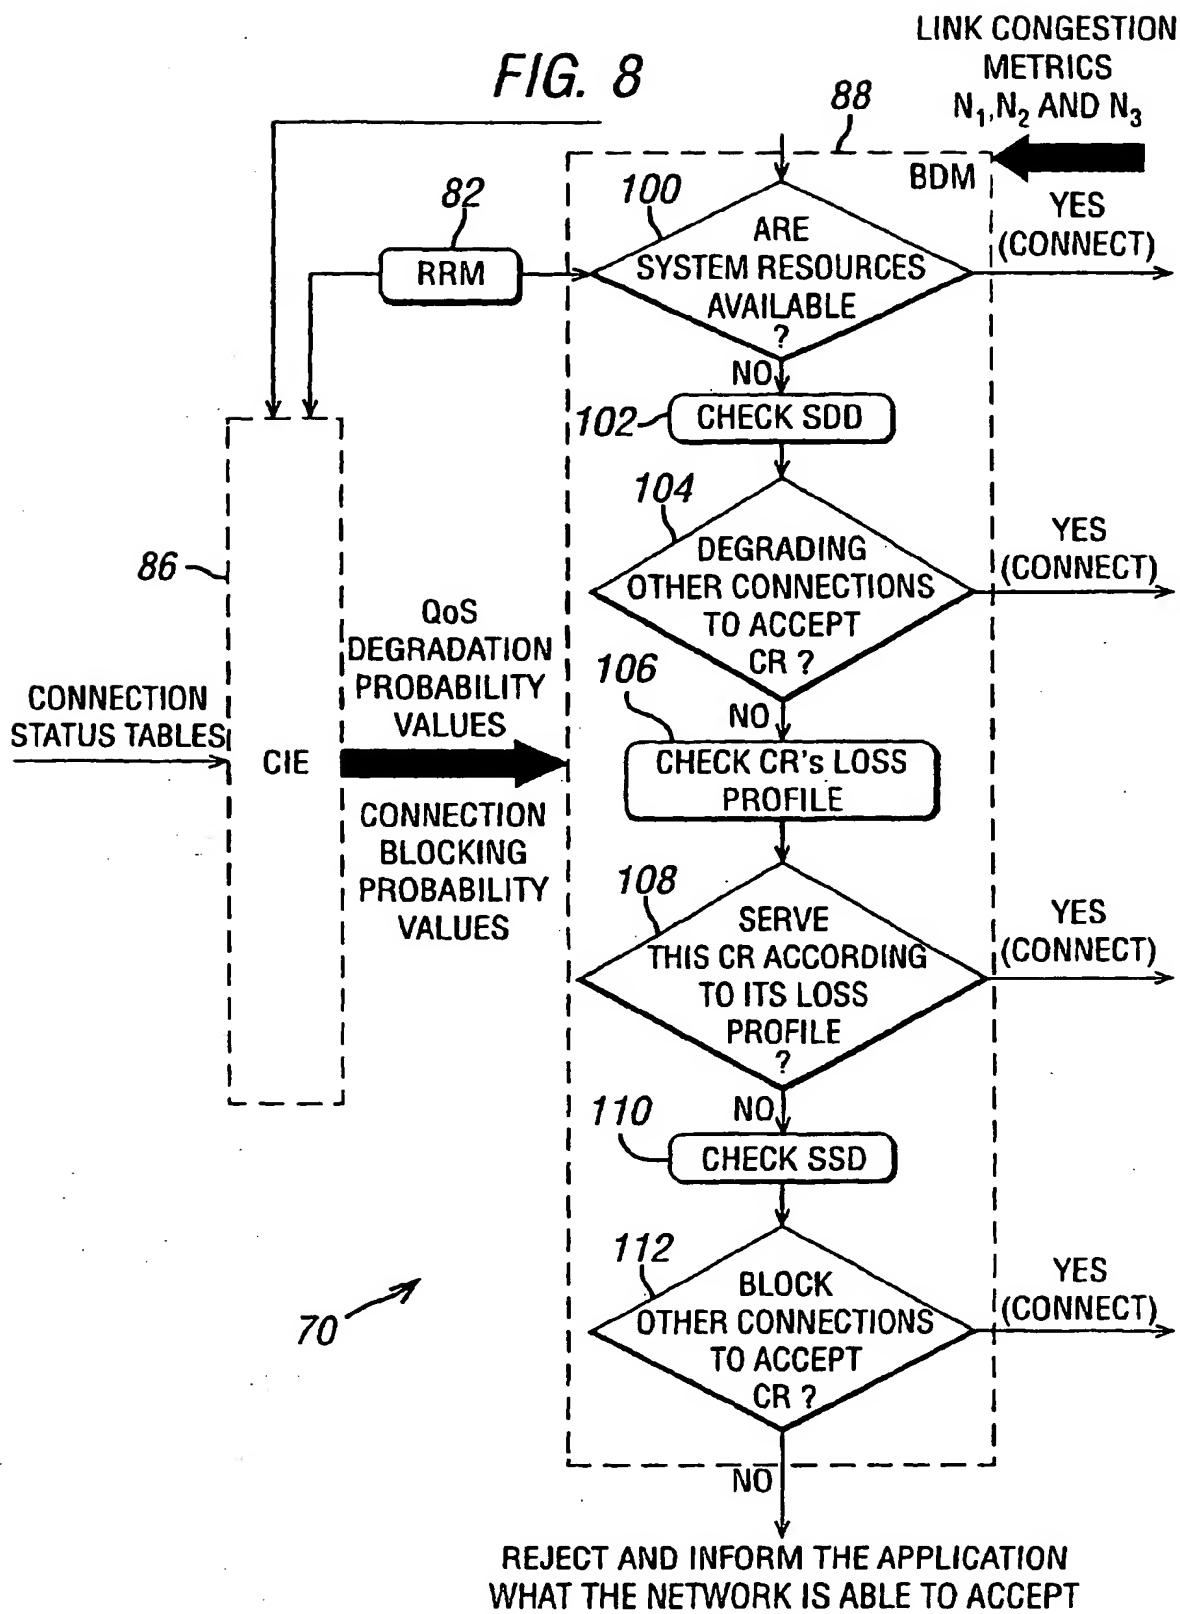 FIG. 8
LINK CONGESTION
METRICS
N1,N2 AND N3
88
BDM
82
RRM
100
ARE
SYSTEM RESOURCES
AVAILABLE
?
YES
(CONNECT)
NO
102
CHECK SDD
104
DEGRADING
OTHER CONNECTIONS
TO ACCEPT
CR ?
YES
(CONNECT)
NO
86
CONNECTION
STATUS TABLES
CIE
QoS
DEGRADATION
PROBABILITY
VALUES
CONNECTION
BLOCKING
PROBABILITY
VALUES
106
CHECK CR's LOSS
PROFILE
108
SERVE
THIS CR ACCORDING
TO ITS LOSS
PROFILE
?
YES
(CONNECT)
NO
110
CHECK SSD
112
BLOCK
OTHER CONNECTIONS
TO ACCEPT
CR ?
YES
(CONNECT)
70
NO
REJECT AND INFORM THE APPLICATION
WHAT THE NETWORK IS ABLE TO ACCEPT